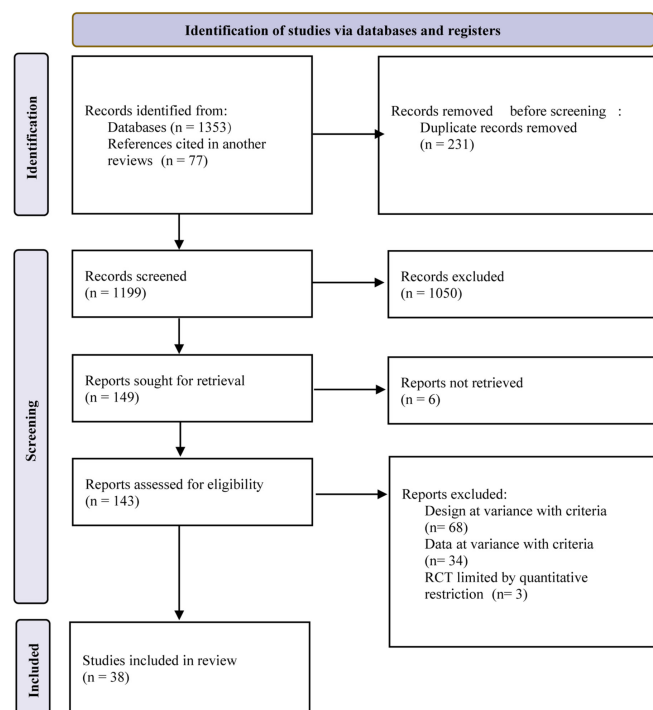 Identification of studies via databases and registers
Identification
Records identified from:
Databases (n = 1353)
References cited in another
reviews (n = 77)
Records removed before screening :
Duplicate records removed
(n = 231)
Screening
Records screened
(n = 1199)
Records excluded
(n = 1050)
Reports sought for retrieval
(n = 149)
Reports not retrieved
(n = 6)
Reports assessed for eligibility
(n = 143)
Reports excluded:
Design at variance with criteria
(n= 68)
Data at variance with criteria
(n= 34)
RCT limited by quantitative
restriction (n= 3)
Included
Studies included in review
(n = 38)